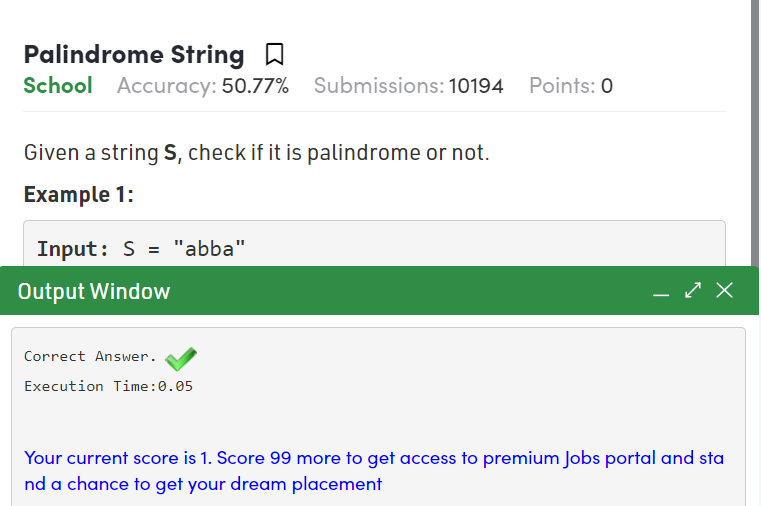 Palindrome String
School Accuracy: 50.77% Submissions: 10194 Points: 0
Given a string S, check if it is palindrome or not.
Example 1:
Input: S = "abba"
Output Window
Correct Answer.
Execution Time:0.05
Your current score is 1. Score 99 more to get access to premium Jobs portal and sta
nd a chance to get your dream placement